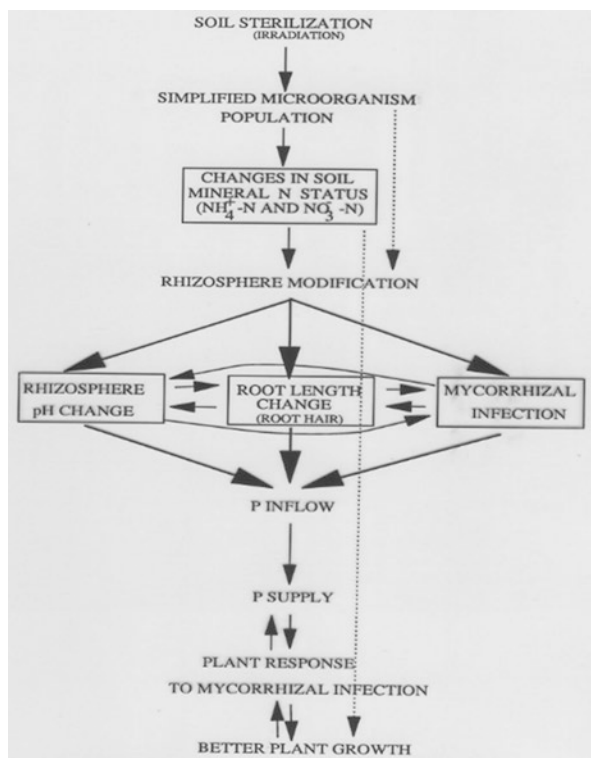 SOIL STERILIZATION
(IRRADIATION)
SIMPLIFIED MICROORGANISM
POPULATION
CHANGES IN SOIL
MINERAL N STATUS
(NH₄⁺-N AND NO₃⁻-N)
RHIZOSPHERE MODIFICATION
RHIZOSPHERE
pH CHANGE
ROOT LENGTH
CHANGE
(ROOT HAIR)
MYCORRHIZAL
INFECTION
P INFLOW
P SUPPLY
PLANT RESPONSE
TO MYCORRHIZAL INFECTION
BETTER PLANT GROWTH